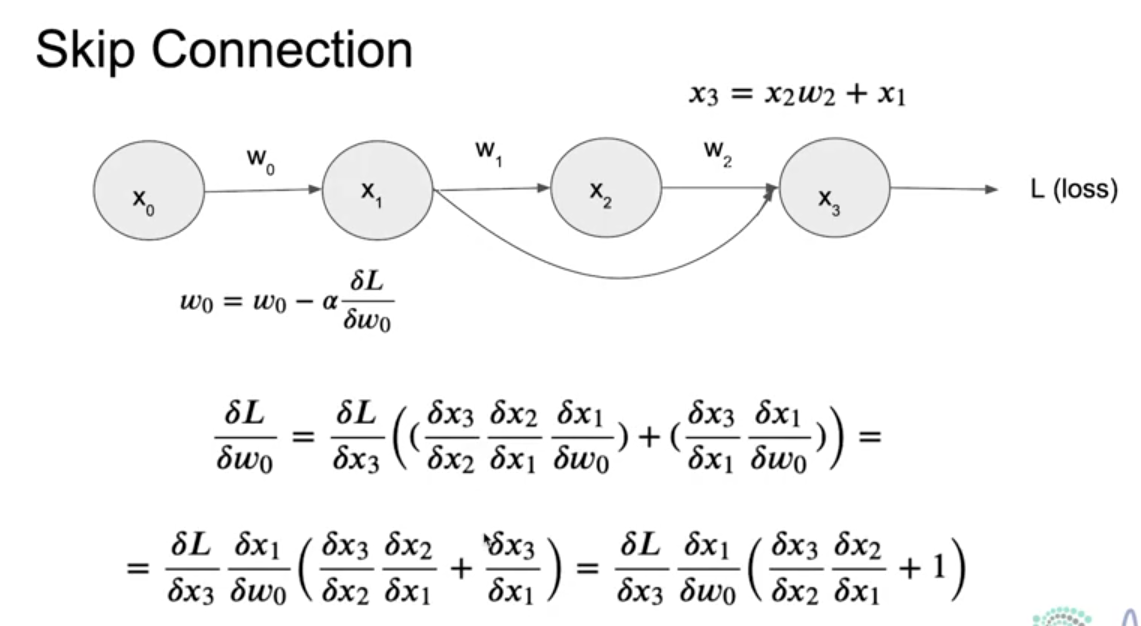 Skip Connection
x₃ = x₂w₂ + x₁
w₀ w₁ w₂
x₀ x₁ x₂ x₃ L (loss)
w₀ = w₀ − α δL/δw₀
δL/δw₀ = δL/δx₃ ((δx₃/δx₂ δx₂/δx₁ δx₁/δw₀) + (δx₃/δx₁ δx₁/δw₀)) =
= δL/δx₃ δx₁/δw₀ (δx₃/δx₂ δx₂/δx₁ + δx₃/δx₁) = δL/δx₃ δx₁/δw₀ (δx₃/δx₂ δx₂/δx₁ + 1)